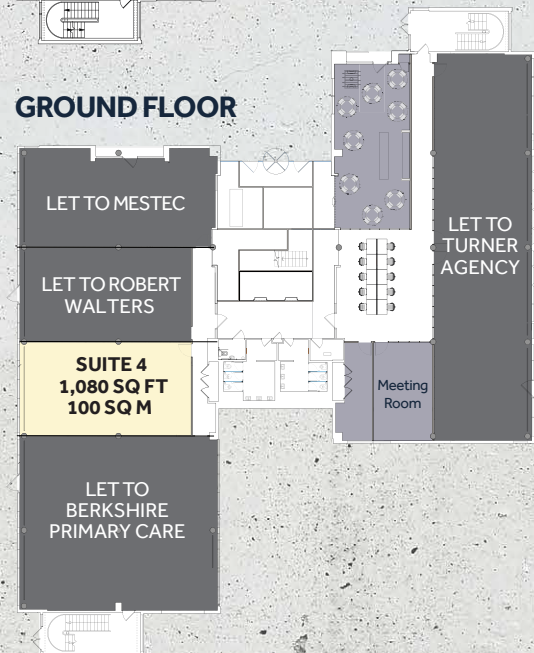 GROUND FLOOR
LET TO MESTEC
LET TO ROBERT
WALTERS
SUITE 4
1,080 SQ FT
100 SQ M
LET TO
BERKSHIRE
PRIMARY CARE
LET TO
TURNER
AGENCY
Meeting
Room